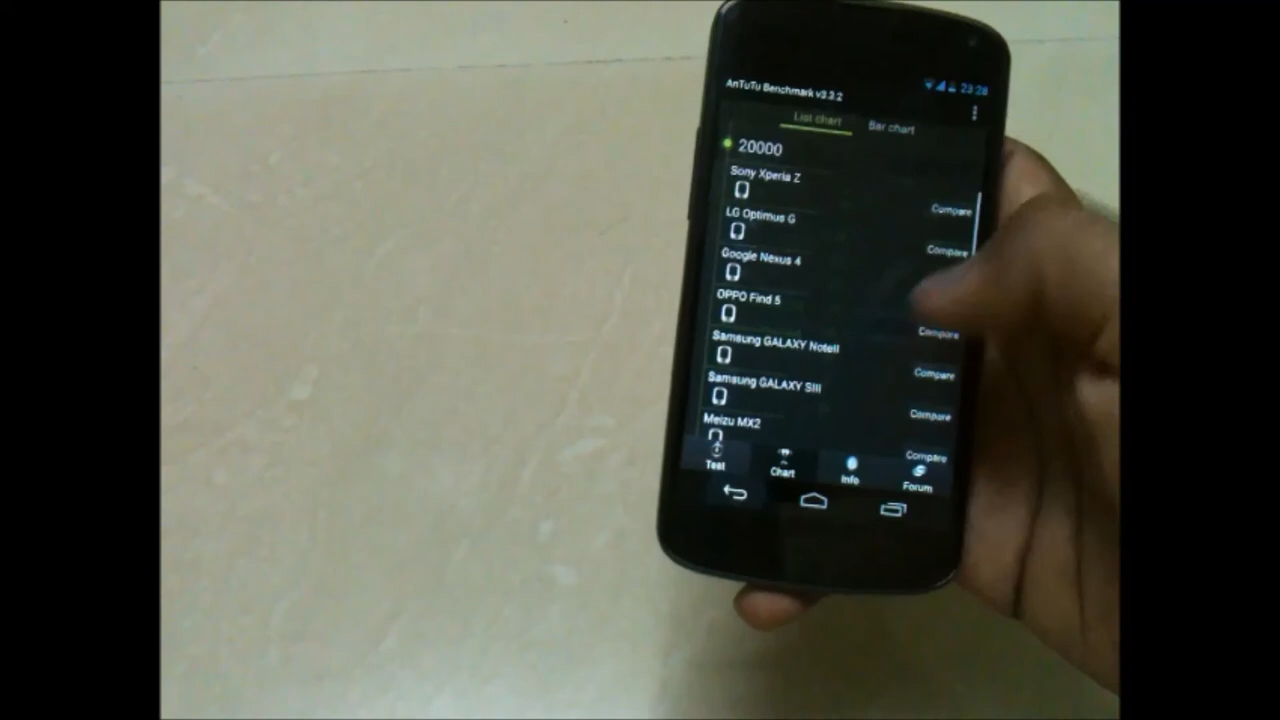 AnTuTu Benchmark v3.2.2
23:28
List chart
Bar chart
20000
Sony Xperia Z
Compare
LG Optimus G
Compare
Google Nexus 4
OPPO Find 5
Compare
Samsung GALAXY NoteII
Compare
Samsung GALAXY SIII
Compare
Meizu MX2
Compare
Test
Chart
Info
Forum